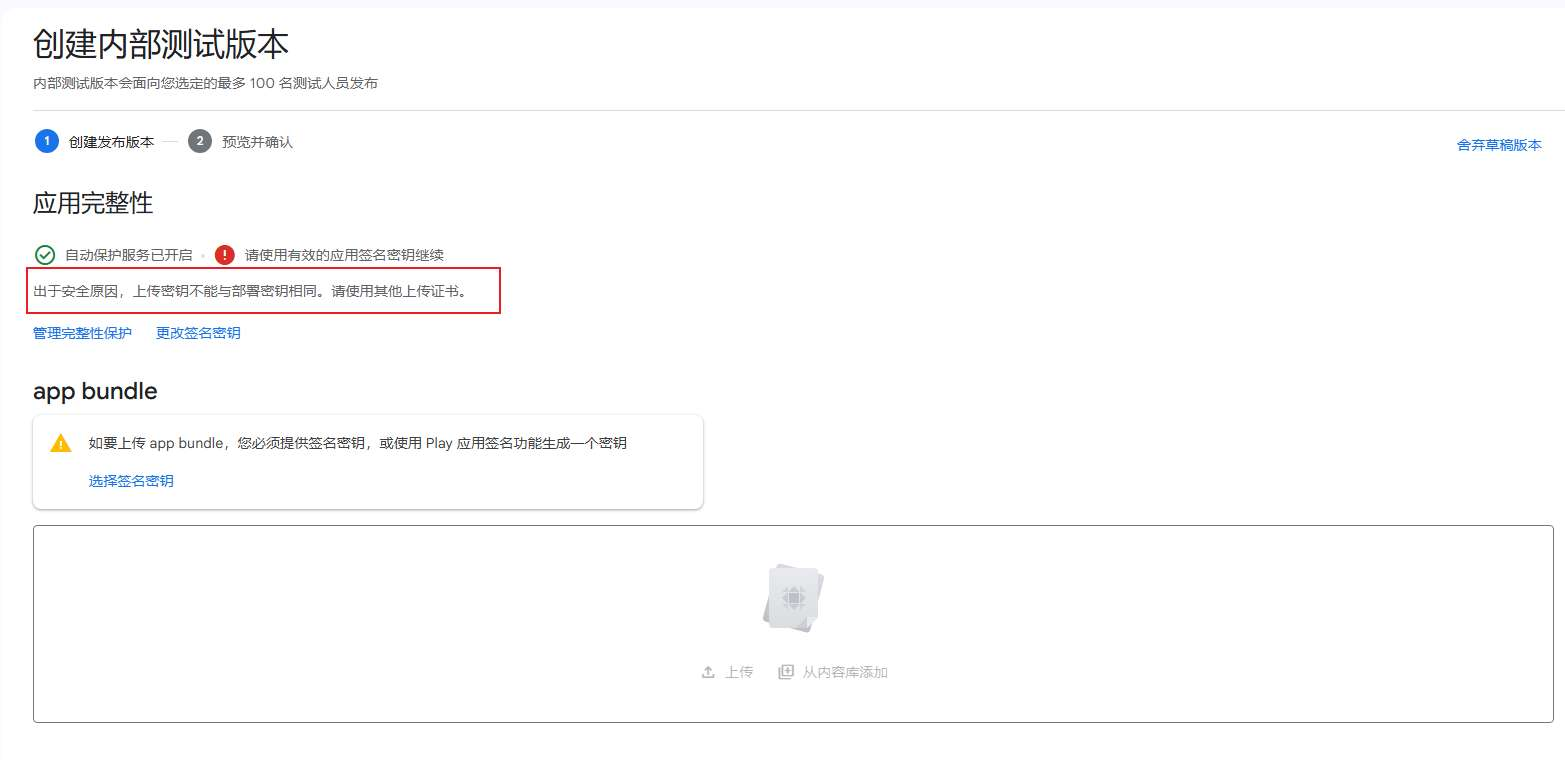 创建内部测试版本
内部测试版本会面向您选定的最多 100 名测试人员发布
1 创建发布版本 2 预览并确认
舍弃草稿版本
应用完整性
自动保护服务已开启 · 请使用有效的应用签名密钥继续
出于安全原因，上传密钥不能与部署密钥相同。请使用其他上传证书。
管理完整性保护 更改签名密钥
app bundle
如要上传 app bundle，您必须提供签名密钥，或使用 Play 应用签名功能生成一个密钥
选择签名密钥
上传 从内容库添加